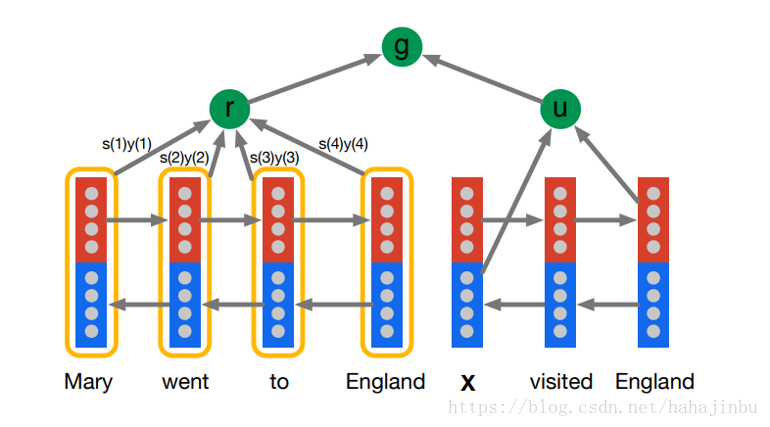 g
r
u
s(1)y(1)
s(2)y(2)
s(3)y(3)
s(4)y(4)
Mary went to England X visited England
https://blog.csdn.net/hahajinbu